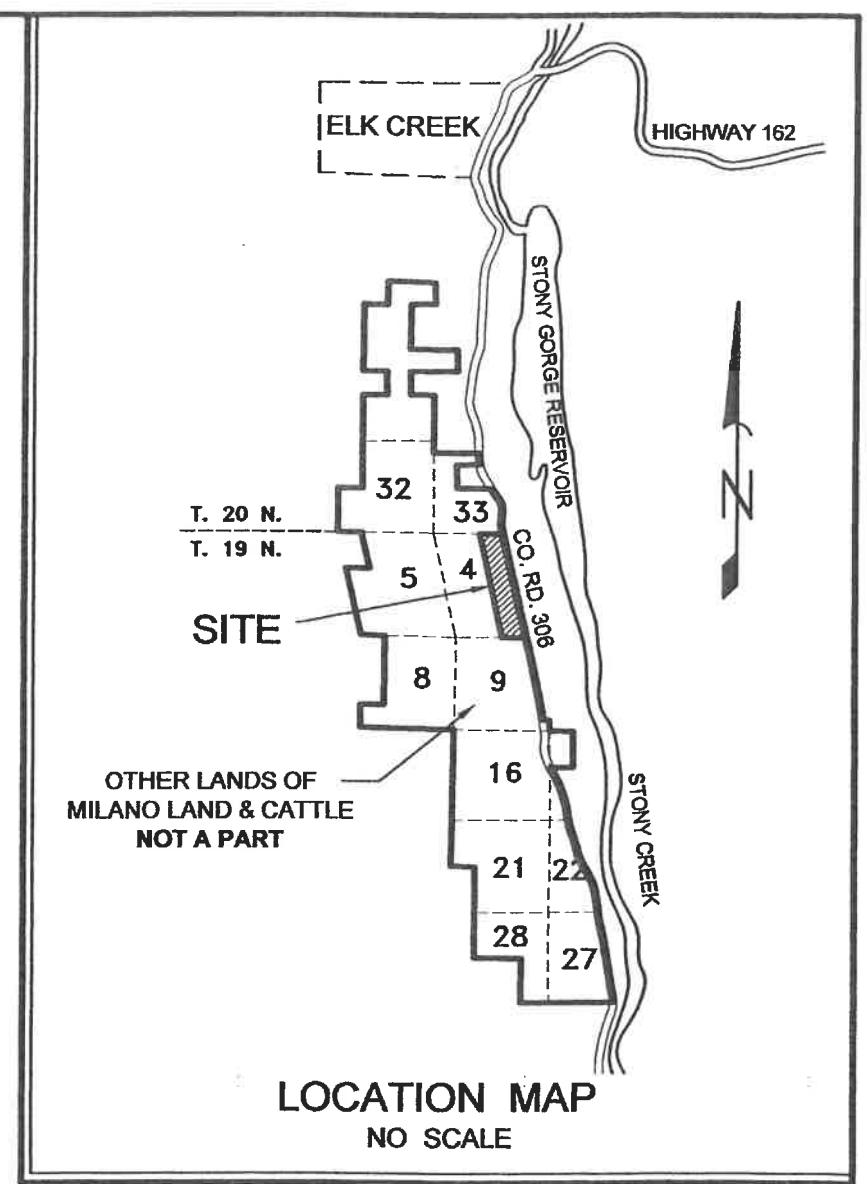 ELK CREEK
HIGHWAY 162
STONY GORGE RESERVOIR
N
32
33
T. 20 N.
T. 19 N.
5
4
CO. RD. 306
SITE
8
9
16
OTHER LANDS OF
MILANO LAND & CATTLE
NOT A PART
STONY CREEK
21
22
28
27
LOCATION MAP
NO SCALE